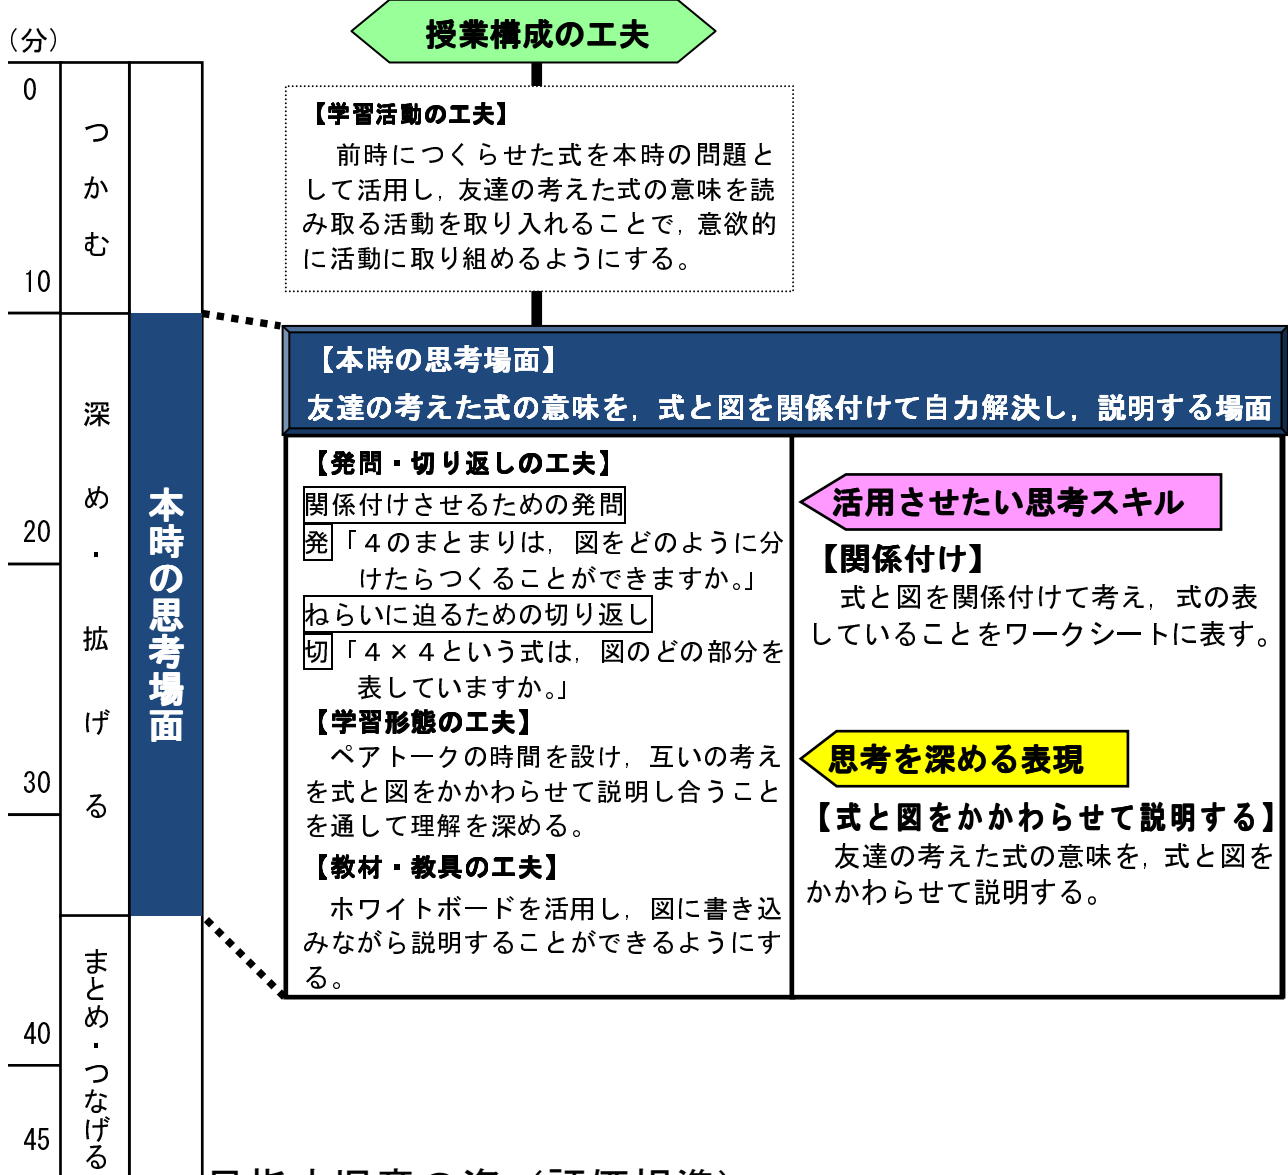 授業構成の工夫
（分）
0
10
20
30
40
45
つかむ
深め・拡げる
まとめ・つなげる
本時の思考場面
【学習活動の工夫】
前時につくらせた式を本時の問題と
して活用し，友達の考えた式の意味を読
み取る活動を取り入れることで，意欲的
に活動に取り組めるようにする。
【本時の思考場面】
友達の考えた式の意味を，式と図を関係付けて自力解決し，説明する場面
【発問・切り返しの工夫】
関係付けさせるための発問
発「４のまとまりは，図をどのように分
けたらつくることができますか。」
ねらいに迫るための切り返し
切「４×４という式は，図のどの部分を
表していますか。」
【学習形態の工夫】
ペアトークの時間を設け，互いの考え
を式と図をかかわらせて説明し合うこと
を通して理解を深める。
【教材・教具の工夫】
ホワイトボードを活用し，図に書き込
みながら説明することができるようにす
る。
活用させたい思考スキル
【関係付け】
式と図を関係付けて考え，式の表
していることをワークシートに表す。
思考を深める表現
【式と図をかかわらせて説明する】
友達の考えた式の意味を，式と図を
かかわらせて説明する。